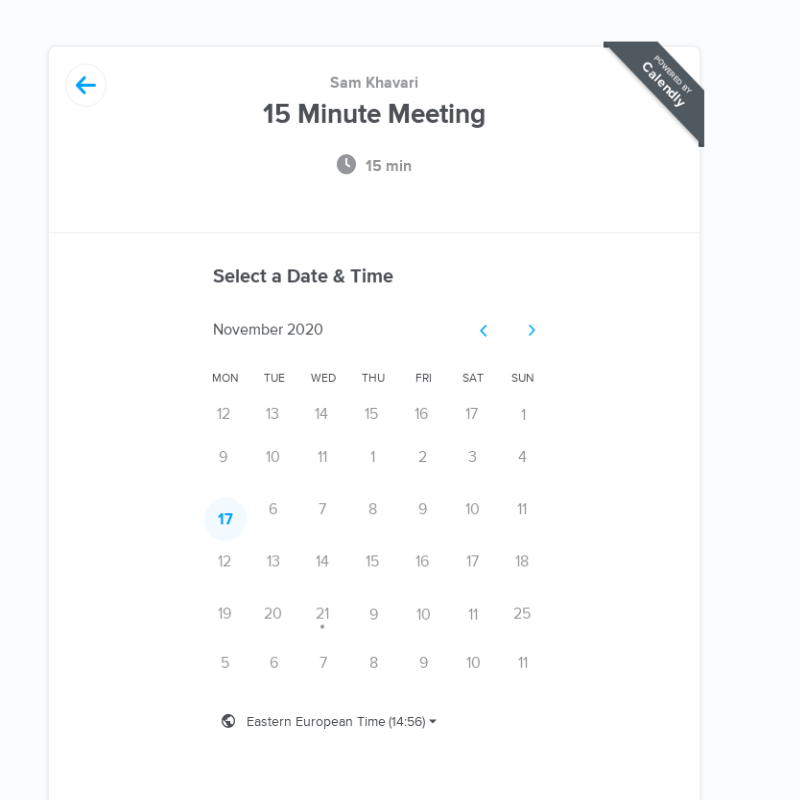 POWERED BY
Calendly
Sam Khavari
15 Minute Meeting
15 min
Select a Date & Time
November 2020
MON TUE WED THU FRI SAT SUN
12 13 14 15 16 17 1
9 10 11 1 2 3 4
17 6 7 8 9 10 11
12 13 14 15 16 17 18
19 20 21 9 10 11 25
5 6 7 8 9 10 11
Eastern European Time (14:56)